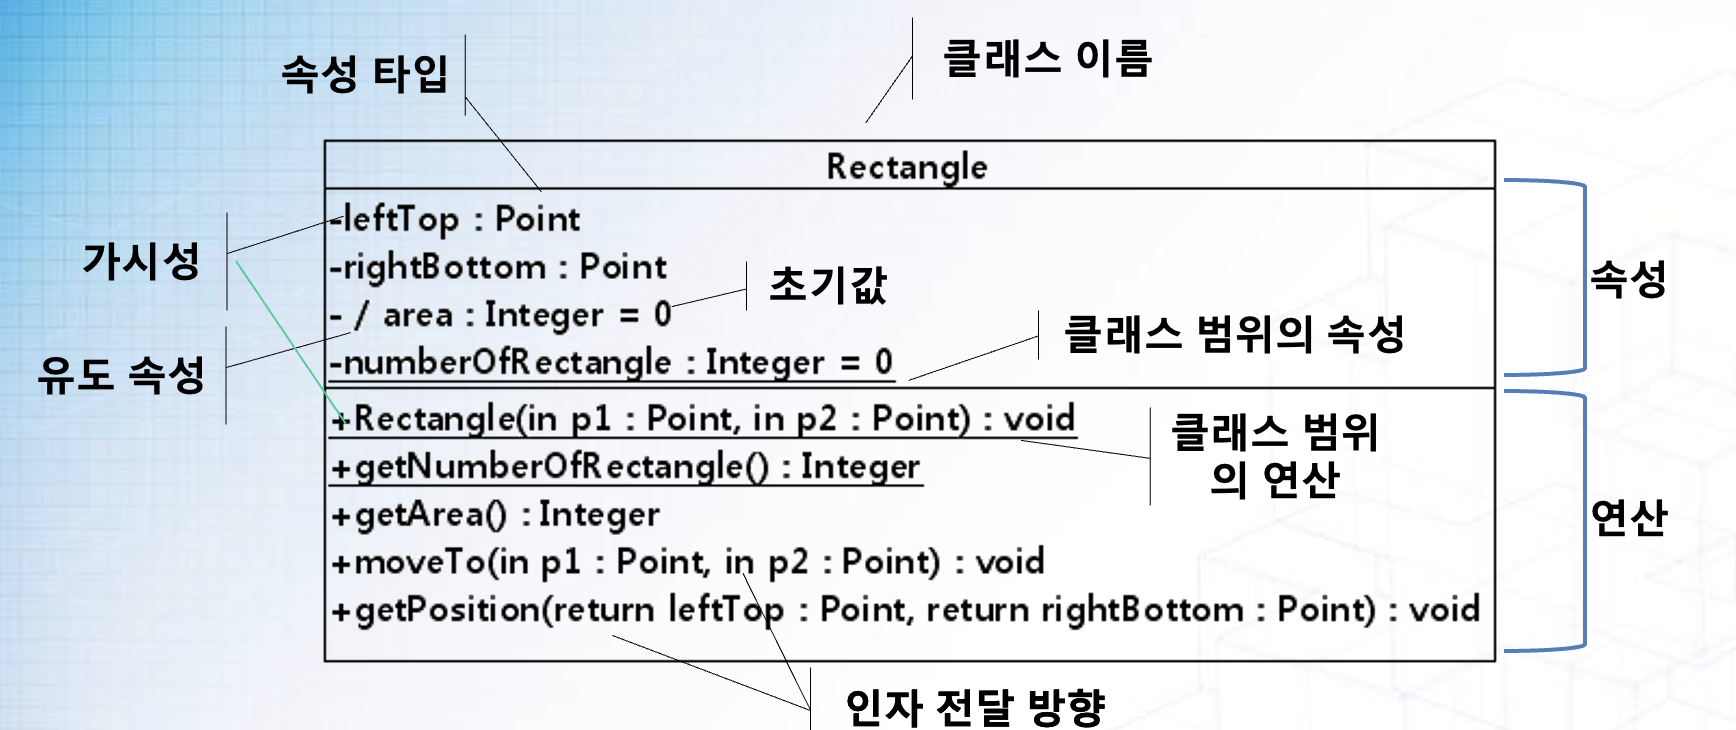 클래스 이름
속성 타입
Rectangle
-leftTop : Point
가시성
-rightBottom : Point
초기값
속성
- / area : Integer = 0
클래스 범위의 속성
유도 속성
-numberOfRectangle : Integer = 0
+Rectangle(in p1 : Point, in p2 : Point) : void
클래스 범위
의 연산
+getNumberOfRectangle() : Integer
+getArea() : Integer
연산
+moveTo(in p1 : Point, in p2 : Point) : void
+getPosition(return leftTop : Point, return rightBottom : Point) : void
인자 전달 방향